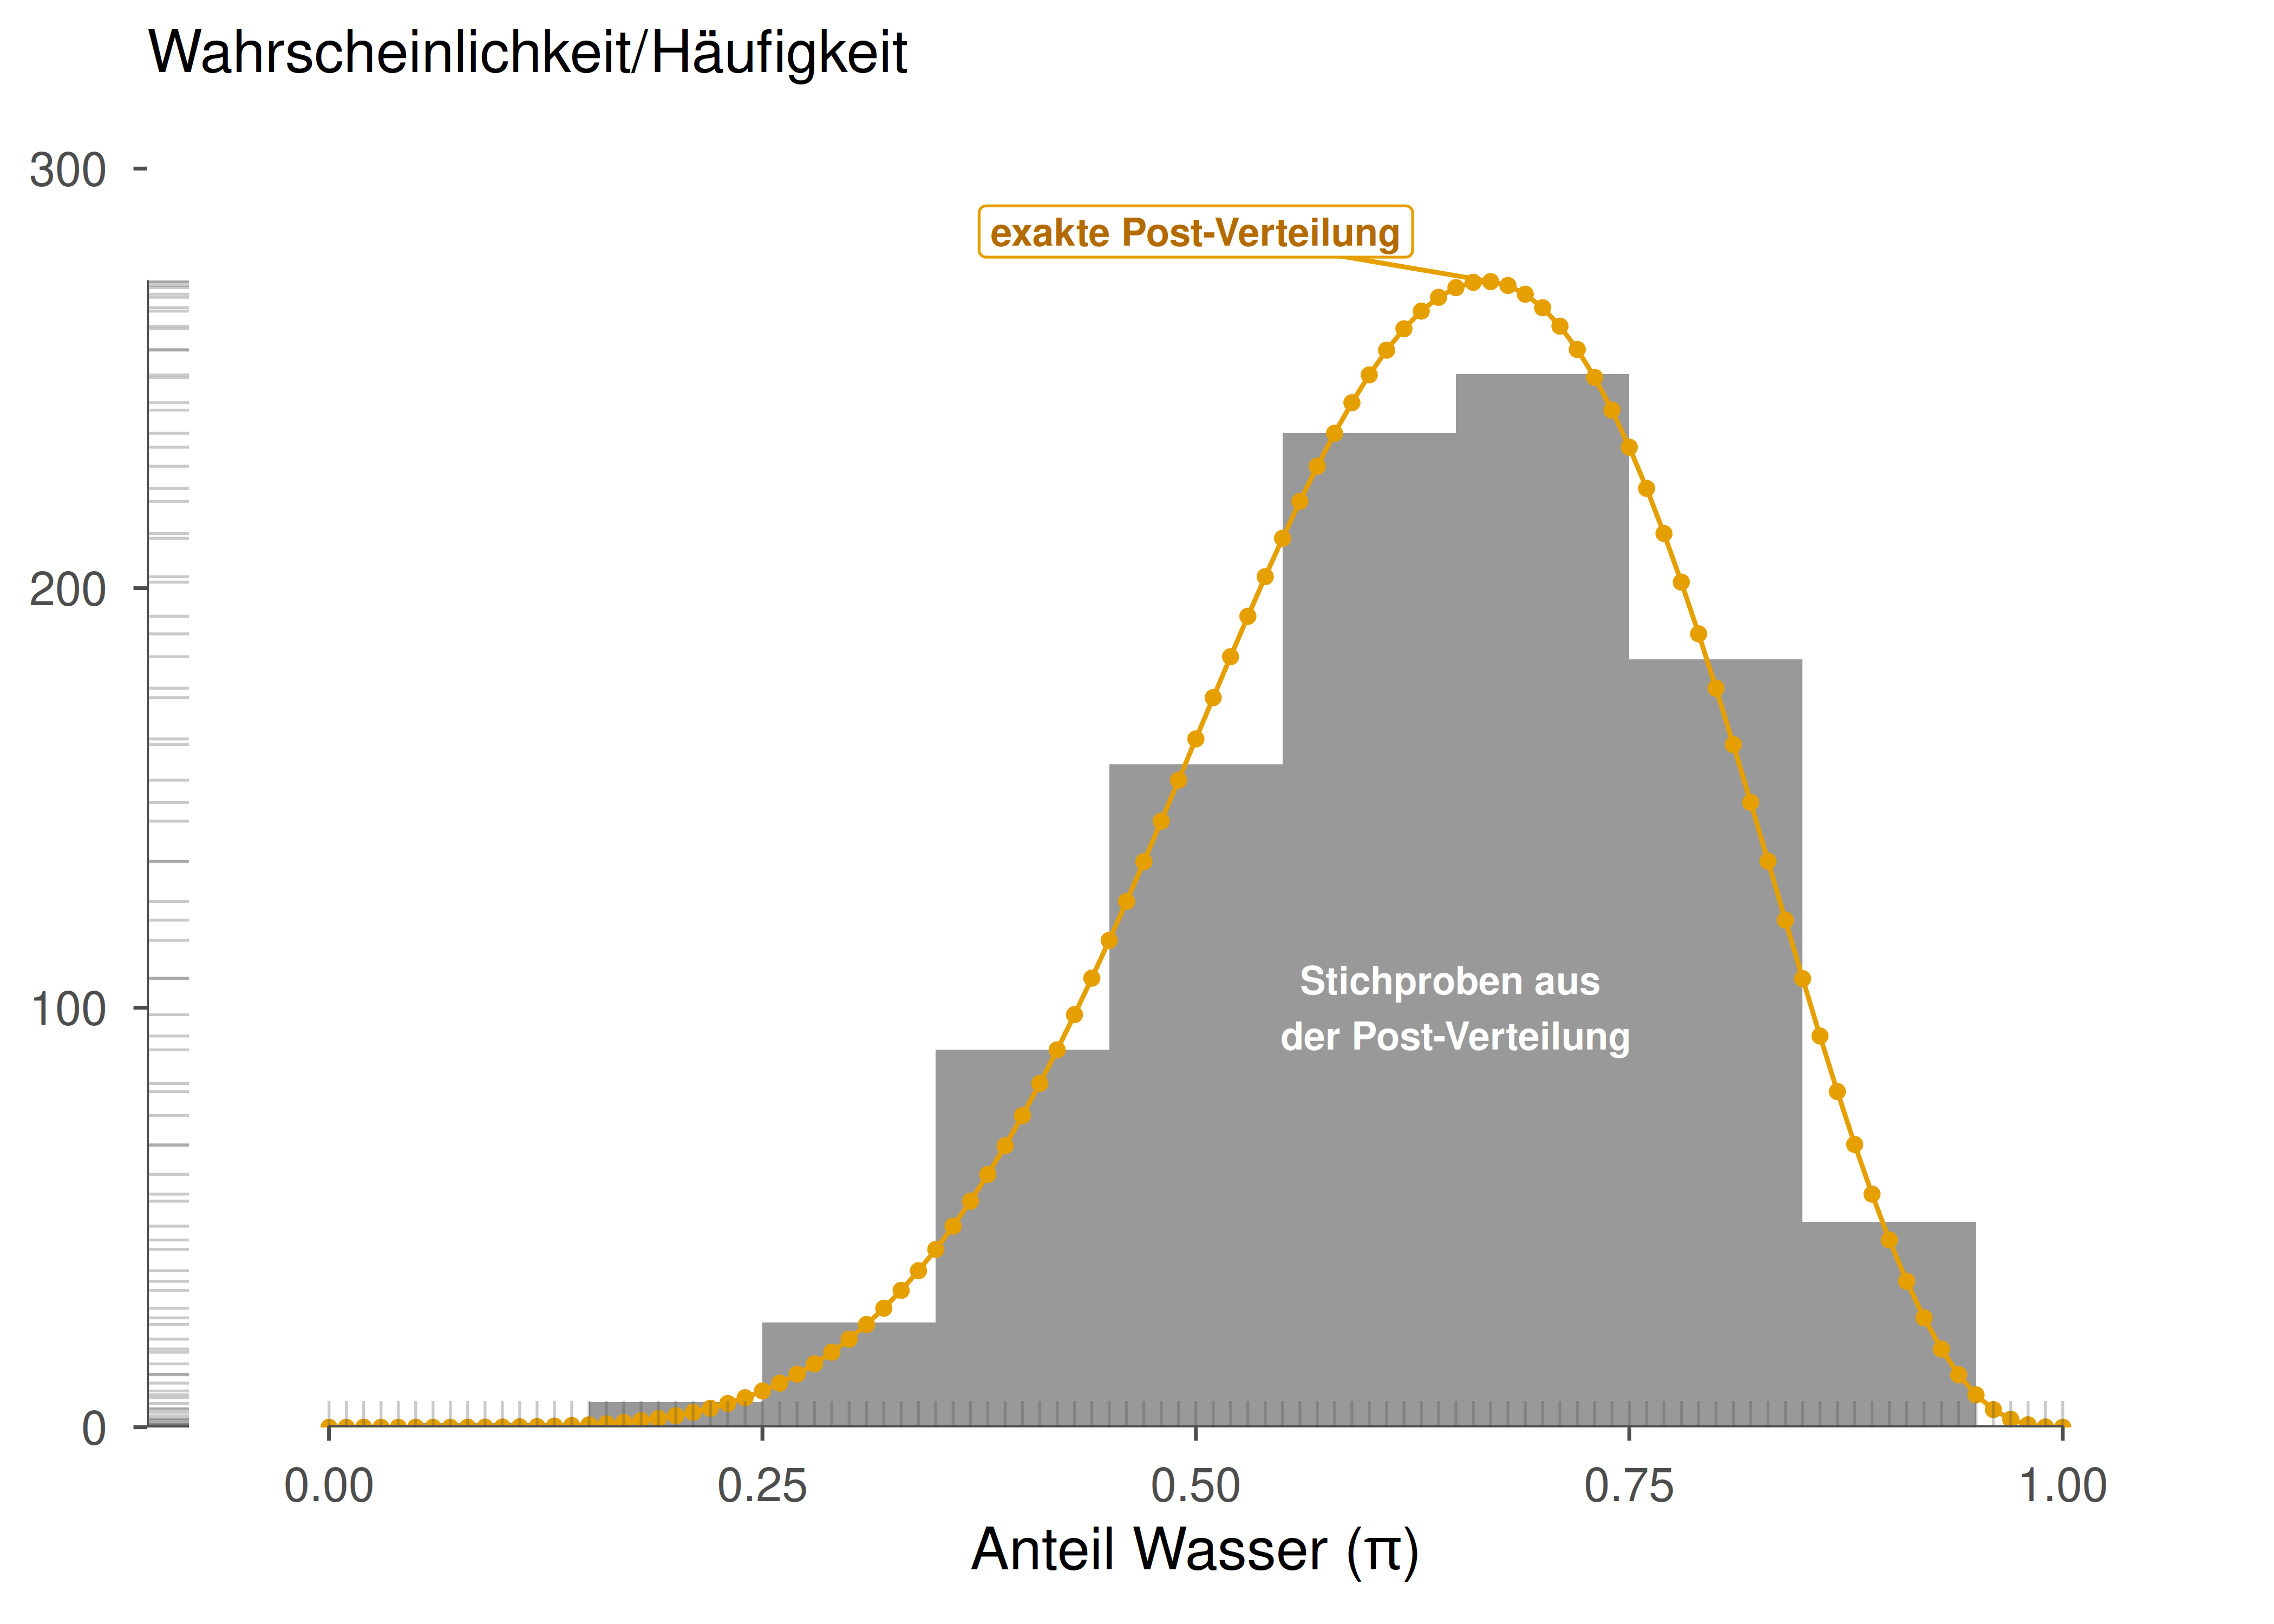 Wahrscheinlichkeit/Häufigkeit
300
exakte Post-Verteilung
200
Stichproben aus
der Post-Verteilung
100
0
0.00 0.25 0.50 0.75 1.00
Anteil Wasser (π)